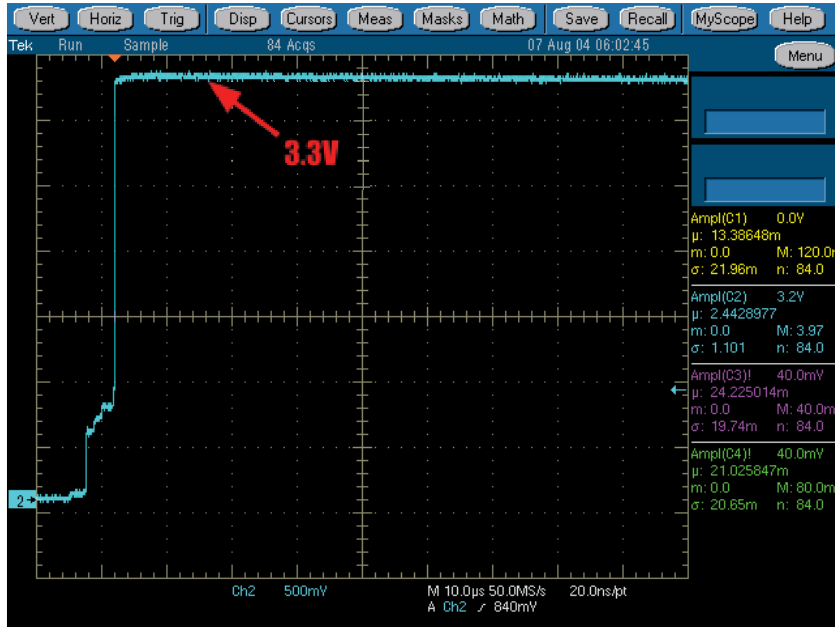 Vert Horiz Trig Disp Cursors Meas Masks Math Save Recall MyScope Help
Tek Run Sample 84 Acqs 07 Aug 04 06:02:45
Menu
3.3V
Ampl(C1) 0.0V
µ: 13.38648m
m: 0.0 M: 120.0
σ: 21.96m n: 84.0
Ampl(C2) 3.2V
µ: 2.4428977
m: 0.0 M: 3.97
σ: 1.101 n: 84.0
Ampl(C3)! 40.0mV
µ: 24.225014m
m: 0.0 M: 40.0m
σ: 19.74m n: 84.0
Ampl(C4)! 40.0mV
µ: 21.025847m
m: 0.0 M: 80.0m
σ: 20.65m n: 84.0
2
Ch2 500mV M 10.0µs 50.0MS/s 20.0ns/pt
A Ch2 ∕ 840mV